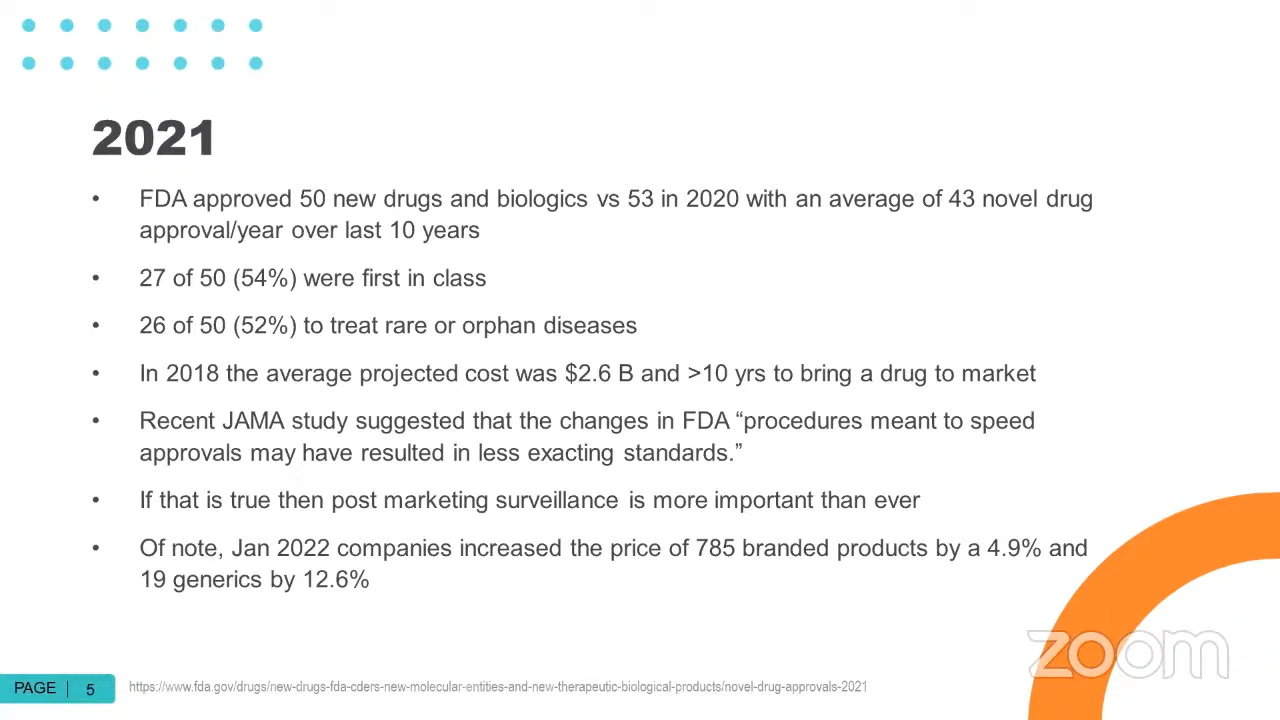 2021
• FDA approved 50 new drugs and biologics vs 53 in 2020 with an average of 43 novel drug
approval/year over last 10 years
• 27 of 50 (54%) were first in class
• 26 of 50 (52%) to treat rare or orphan diseases
• In 2018 the average projected cost was $2.6 B and >10 yrs to bring a drug to market
• Recent JAMA study suggested that the changes in FDA “procedures meant to speed
approvals may have resulted in less exacting standards.”
• If that is true then post marketing surveillance is more important than ever
• Of note, Jan 2022 companies increased the price of 785 branded products by a 4.9% and
19 generics by 12.6%
zoom
PAGE | 5
https://www.fda.gov/drugs/new-drugs-fda-cders-new-molecular-entities-and-new-therapeutic-biological-products/novel-drug-approvals-2021